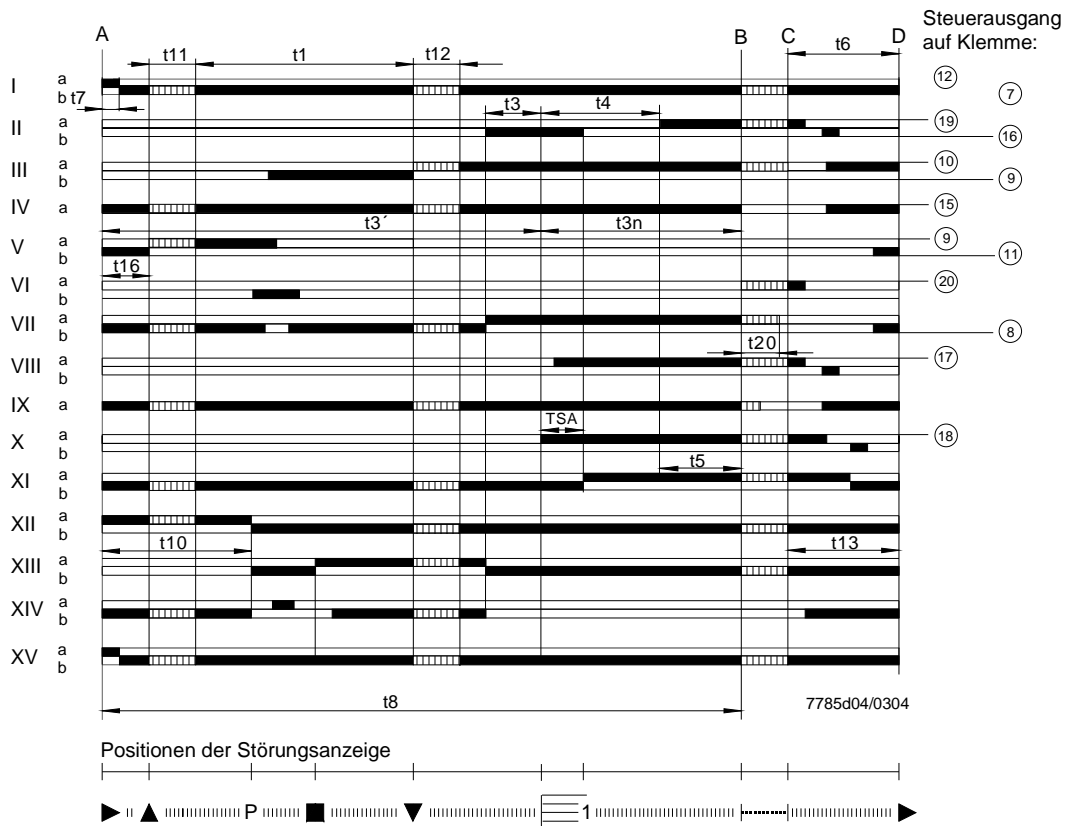 Steuerausgang
auf Klemme:
A B C D
t11 t1 t12 t6
I a b t7 12 7
t3 t4
II a b 19 16
III a b 10 9
IV a 15
t3´ t3n
V a b 9 11
t16
VI a b 20
VII a b 8
t20
VIII a b 17
IX a
TSA
X a b 18
t5
XI a b
XII a b
t10 t13
XIII a b
XIV a b
XV a b
t8
7785d04/0304
Positionen der Störungsanzeige
P 1